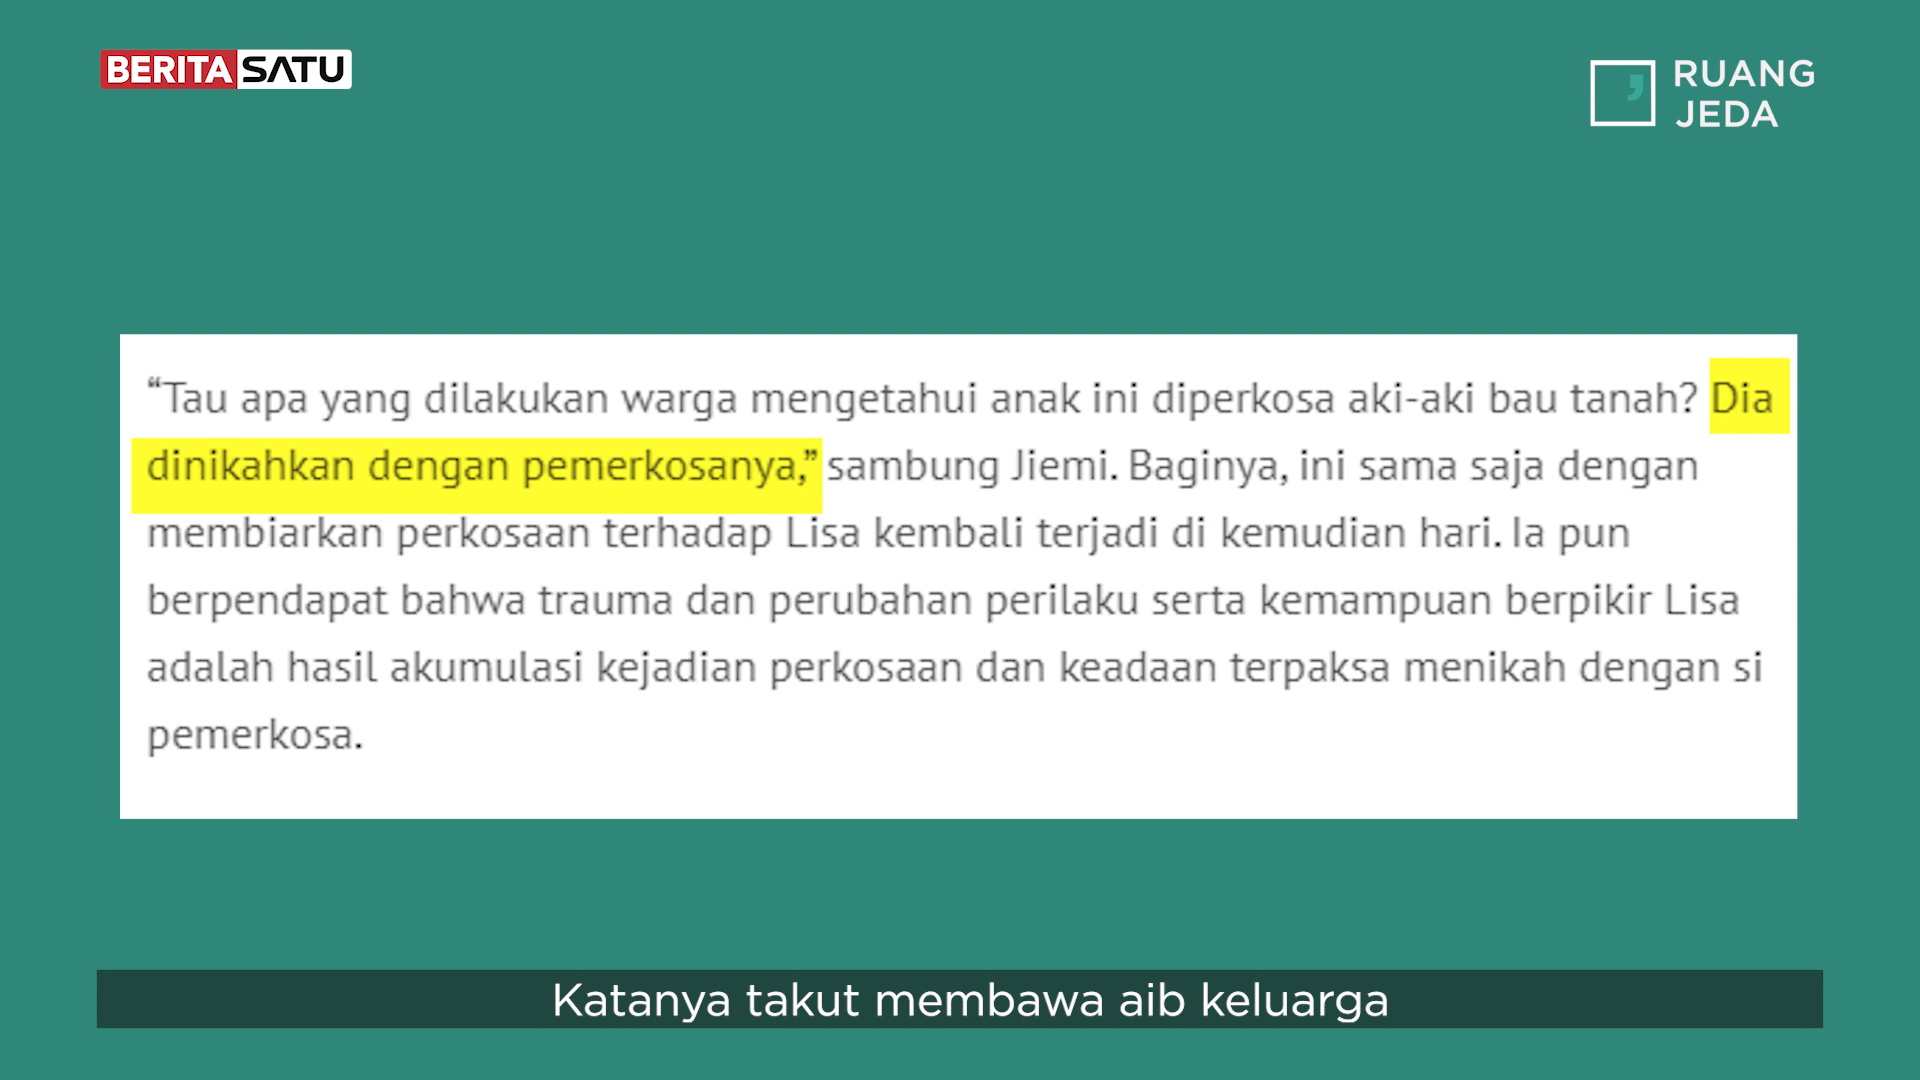 BERITA SATU
RUANG
JEDA
“Tau apa yang dilakukan warga mengetahui anak ini diperkosa aki-aki bau tanah? Dia
dinikahkan dengan pemerkosanya,” sambung Jiemi. Baginya, ini sama saja dengan
membiarkan perkosaan terhadap Lisa kembali terjadi di kemudian hari. Ia pun
berpendapat bahwa trauma dan perubahan perilaku serta kemampuan berpikir Lisa
adalah hasil akumulasi kejadian perkosaan dan keadaan terpaksa menikah dengan si
pemerkosa.
Katanya takut membawa aib keluarga